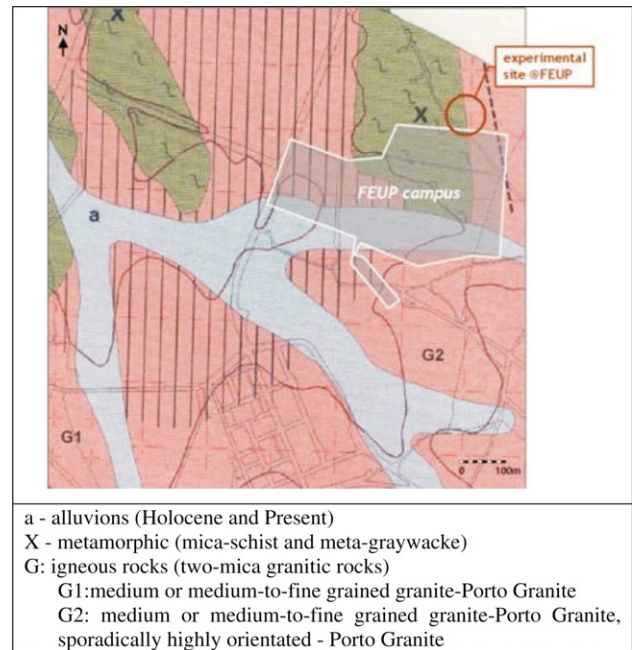 X
N
experimental
site @FEUP
X
FEUP campus
a
G2
G1
0 100m
a - alluvions (Holocene and Present)
X - metamorphic (mica-schist and meta-graywacke)
G: igneous rocks (two-mica granitic rocks)
G1:medium or medium-to-fine grained granite-Porto Granite
G2: medium or medium-to-fine grained granite-Porto Granite,
sporadically highly orientated - Porto Granite